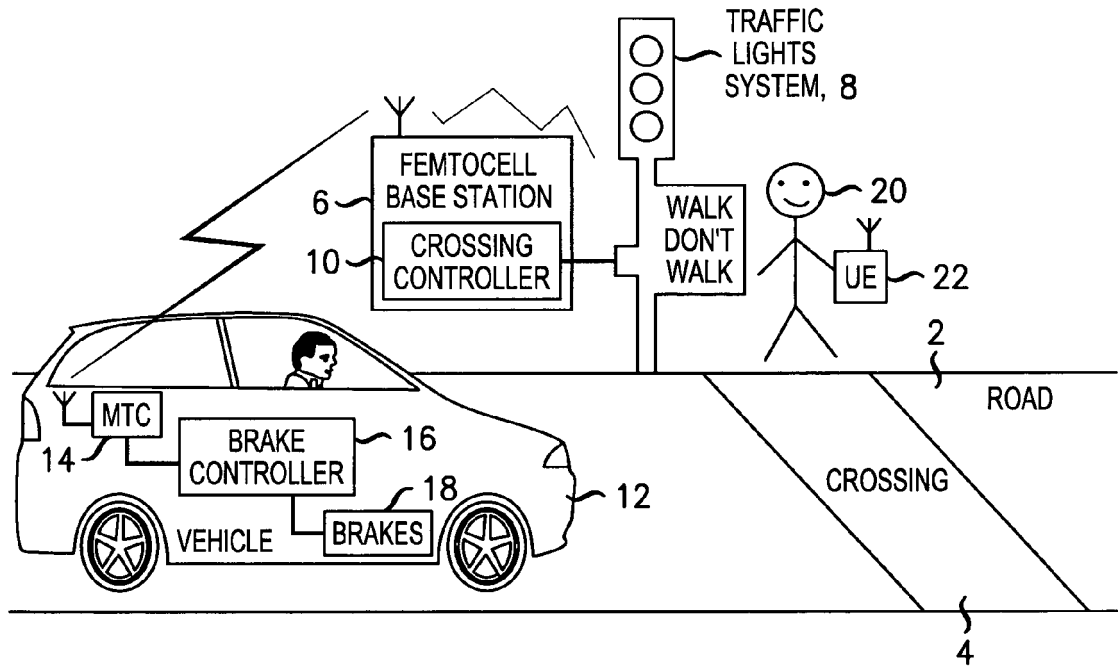 TRAFFIC
LIGHTS
SYSTEM, 8
FEMTOCELL
BASE STATION
6
10
CROSSING
CONTROLLER
WALK
DON'T
WALK
20
UE
22
2
ROAD
MTC
14
BRAKE
CONTROLLER
16
18
BRAKES
VEHICLE
12
CROSSING
4